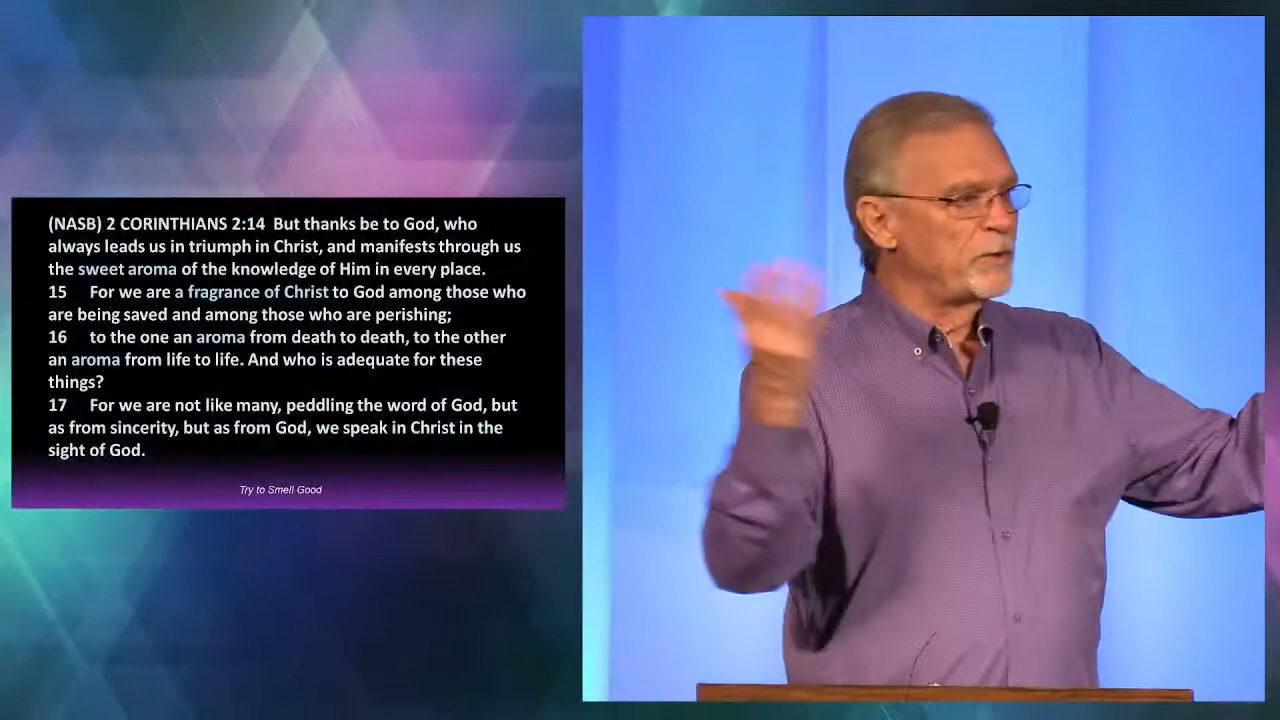 (NASB) 2 CORINTHIANS 2:14 But thanks be to God, who
always leads us in triumph in Christ, and manifests through us
the sweet aroma of the knowledge of Him in every place.
15 For we are a fragrance of Christ to God among those who
are being saved and among those who are perishing;
16 to the one an aroma from death to death, to the other
an aroma from life to life. And who is adequate for these
things?
17 For we are not like many, peddling the word of God, but
as from sincerity, but as from God, we speak in Christ in the
sight of God.
Try to Smell Good